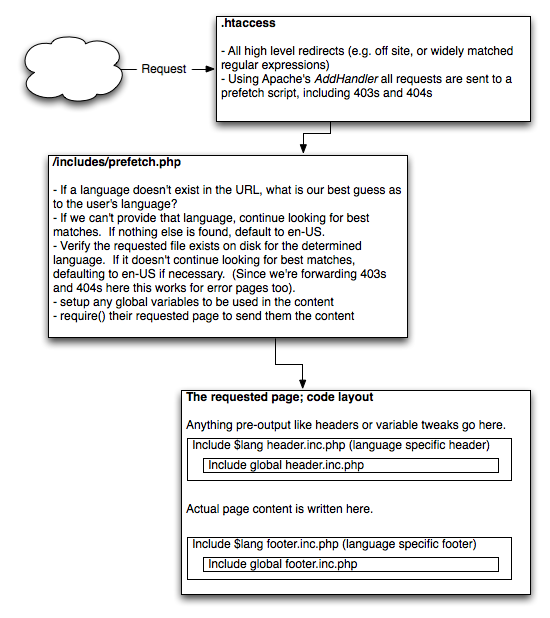 .htaccess
- All high level redirects (e.g. off site, or widely matched
regular expressions)
- Using Apache's AddHandler all requests are sent to a
prefetch script, including 403s and 404s
Request
/includes/prefetch.php
- If a language doesn't exist in the URL, what is our best guess as
to the user's language?
- If we can't provide that language, continue looking for best
matches.  If nothing else is found, default to en-US.
- Verify the requested file exists on disk for the determined
language.  If it doesn't continue looking for best matches,
defaulting to en-US if necessary.  (Since we're forwarding 403s
and 404s here this works for error pages too).
- setup any global variables to be used in the content
- require() their requested page to send them the content
The requested page; code layout
Anything pre-output like headers or variable tweaks go here.
Include $lang header.inc.php (language specific header)
Include global header.inc.php
Actual page content is written here.
Include $lang footer.inc.php (language specific footer)
Include global footer.inc.php